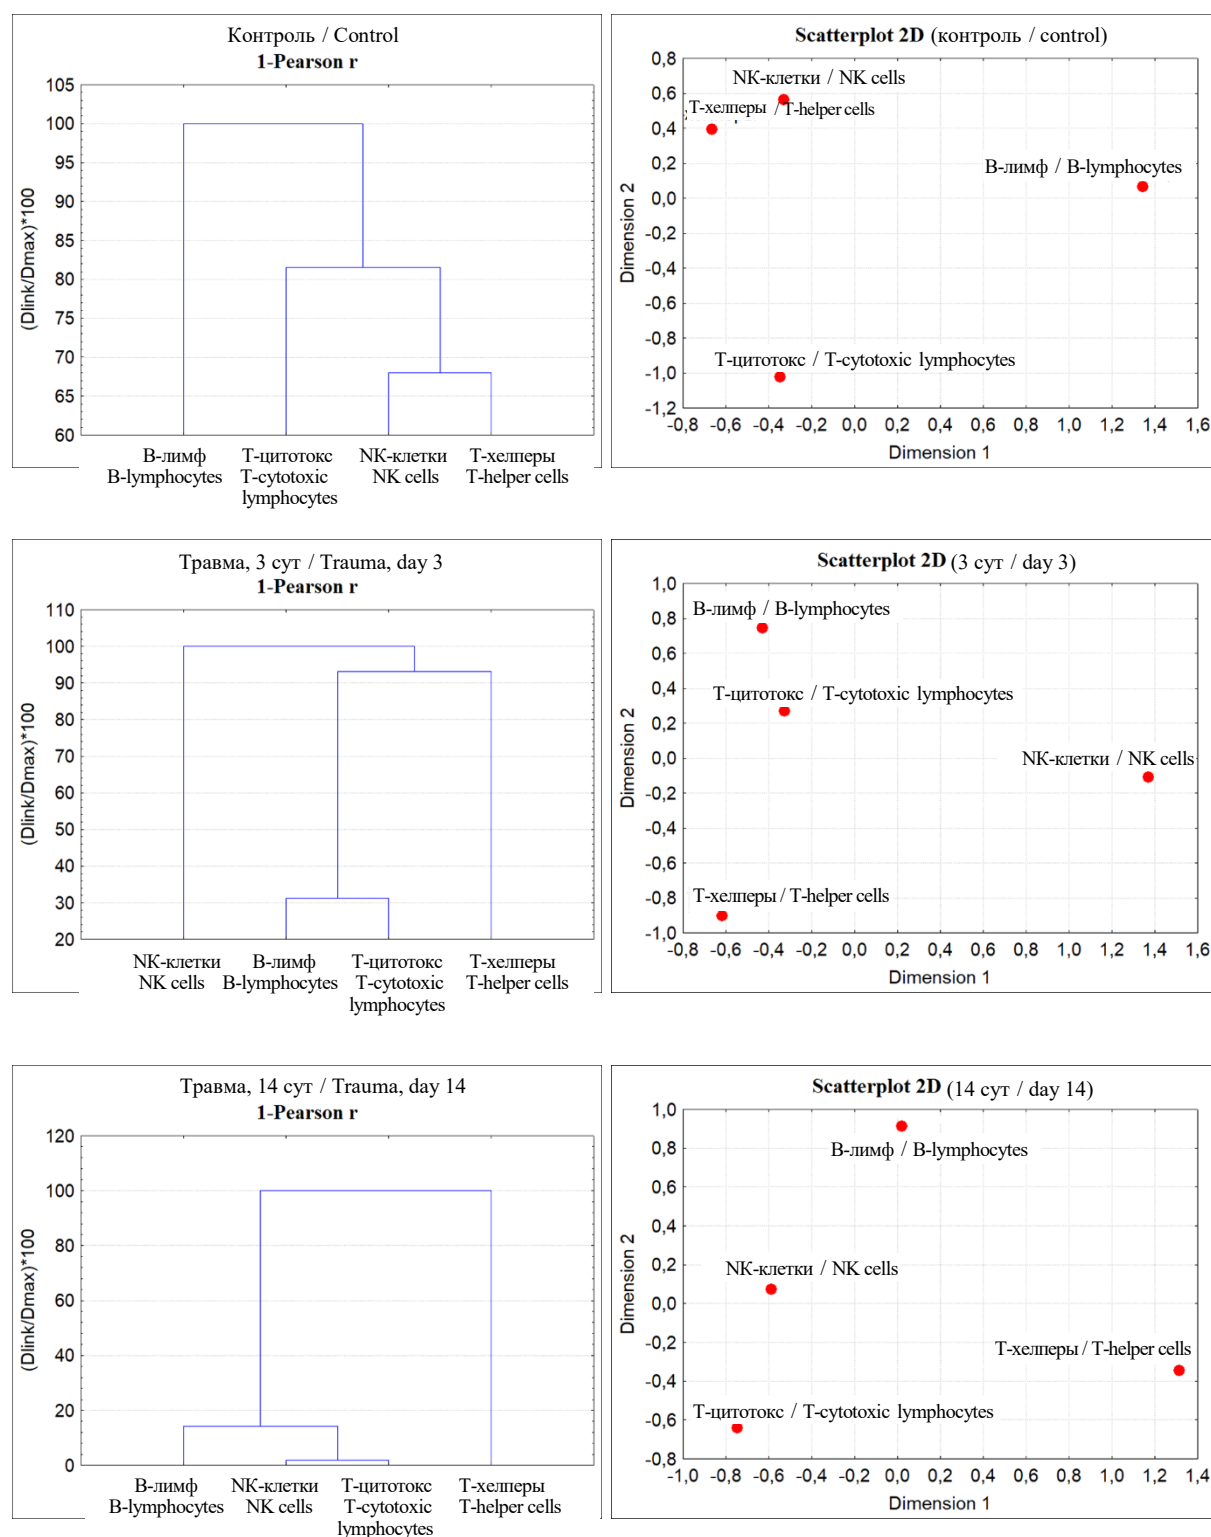 Контроль / Control
1-Pearson r
(Dlink/Dmax)*100
105
100
95
90
85
80
75
70
65
60
В-лимф
B-lymphocytes
Т-цитотокс
T-cytotoxic
lymphocytes
NК-клетки
NK cells
Т-хелперы
T-helper cells
Scatterplot 2D (контроль / control)
Dimension 2
0,8
0,6
0,4
0,2
0,0
-0,2
-0,4
-0,6
-0,8
-1,0
-1,2
NК-клетки / NK cells
Т-хелперы / T-helper cells
В-лимф / B-lymphocytes
Т-цитотокс / T-cytotoxic lymphocytes
-0,8 -0,6 -0,4 -0,2 0,0 0,2 0,4 0,6 0,8 1,0 1,2 1,4 1,6
Dimension 1
Травма, 3 сут / Trauma, day 3
1-Pearson r
(Dlink/Dmax)*100
110
100
90
80
70
60
50
40
30
20
NК-клетки
NK cells
В-лимф
B-lymphocytes
Т-цитотокс
T-cytotoxic
lymphocytes
Т-хелперы
T-helper cells
Scatterplot 2D (3 сут / day 3)
Dimension 2
1,0
0,8
0,6
0,4
0,2
0,0
-0,2
-0,4
-0,6
-0,8
-1,0
В-лимф / B-lymphocytes
Т-цитотокс / T-cytotoxic lymphocytes
NК-клетки / NK cells
Т-хелперы / T-helper cells
-0,8 -0,6 -0,4 -0,2 0,0 0,2 0,4 0,6 0,8 1,0 1,2 1,4 1,6
Dimension 1
Травма, 14 сут / Trauma, day 14
1-Pearson r
(Dlink/Dmax)*100
120
100
80
60
40
20
0
В-лимф
B-lymphocytes
NК-клетки
NK cells
Т-цитотокс
T-cytotoxic
lymphocytes
Т-хелперы
T-helper cells
Scatterplot 2D (14 сут / day 14)
Dimension 2
1,0
0,8
0,6
0,4
0,2
0,0
-0,2
-0,4
-0,6
-0,8
В-лимф / B-lymphocytes
NК-клетки / NK cells
Т-хелперы / T-helper cells
Т-цитотокс / T-cytotoxic lymphocytes
-1,0 -0,8 -0,6 -0,4 -0,2 0,0 0,2 0,4 0,6 0,8 1,0 1,2 1,4
Dimension 1